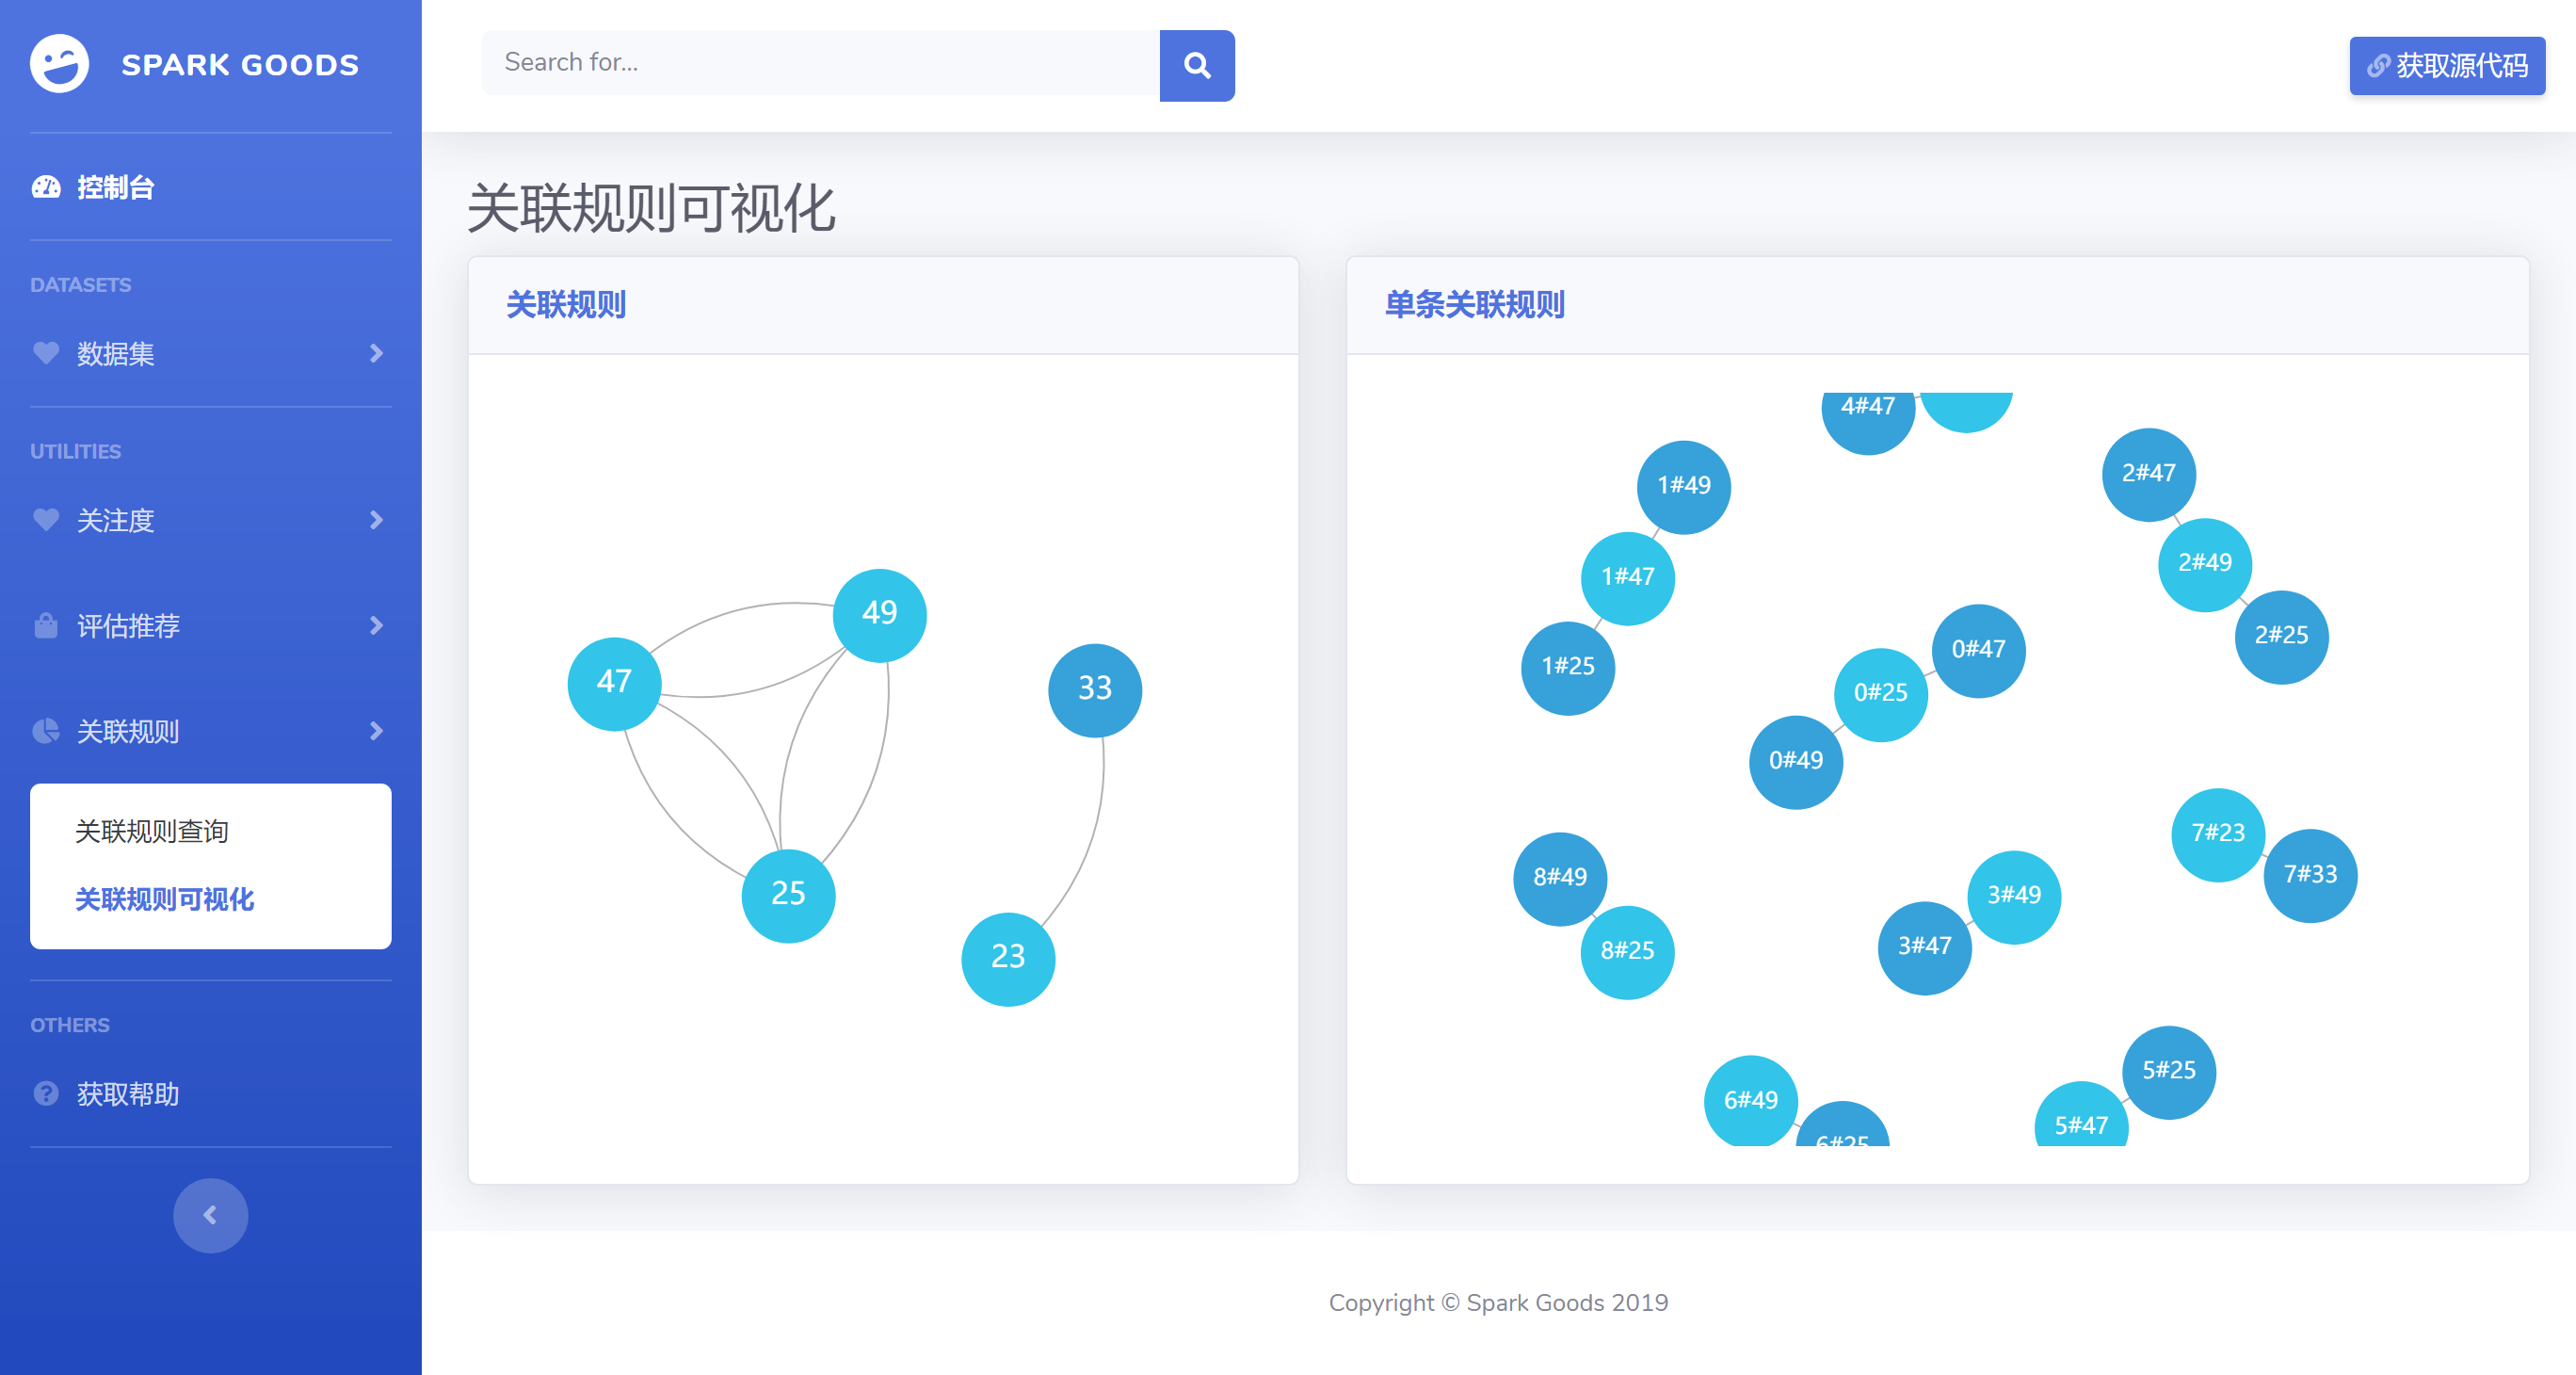 SPARK GOODS
控制台
DATASETS
数据集
UTILITIES
关注度
评估推荐
关联规则
关联规则查询
关联规则可视化
OTHERS
获取帮助
Search for...
获取源代码
关联规则可视化
关联规则
49
47
33
25
23
单条关联规则
4#47
2#47
1#49
2#49
1#47
2#25
0#47
1#25
0#25
0#49
7#23
7#33
8#49
3#49
3#47
8#25
5#25
6#49
5#47
6#25
Copyright © Spark Goods 2019